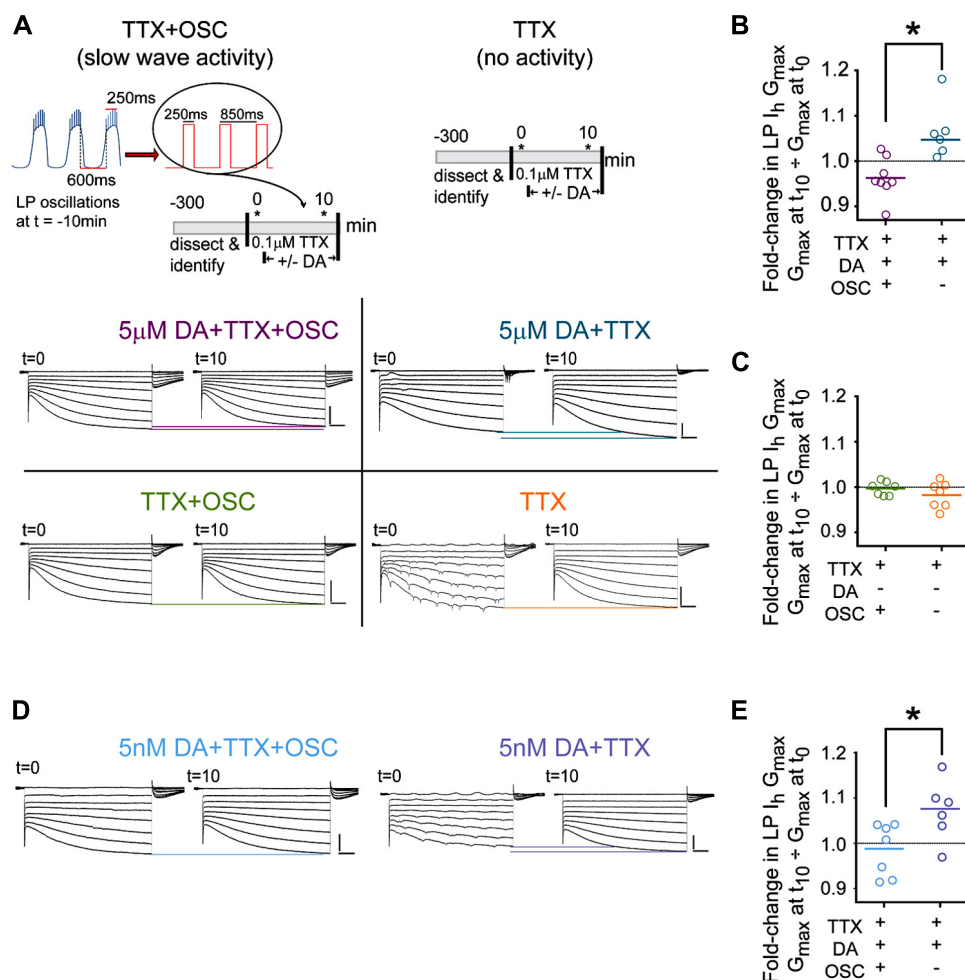 A
TTX+OSC
(slow wave activity)
250ms
600ms
LP oscillations
at t = -10min
250ms 850ms
-300 0 10 min
* *
dissect & identify
0.1μM TTX
+/- DA
TTX
(no activity)
-300 0 10 min
* *
dissect & identify
0.1μM TTX
+/- DA
5μM DA+TTX+OSC
t=0 t=10
5μM DA+TTX
t=0 t=10
TTX+OSC
t=0 t=10
TTX
t=0 t=10
B
Fold-change in LP Ih Gmax
Gmax at t10 ÷ Gmax at t0
*
1.2
1.1
1.0
0.9
TTX + +
DA + +
OSC + -
C
Fold-change in LP Ih Gmax
Gmax at t10 ÷ Gmax at t0
1.2
1.1
1.0
0.9
TTX + +
DA - -
OSC + -
D
5nM DA+TTX+OSC
t=0 t=10
5nM DA+TTX
t=0 t=10
E
Fold-change in LP Ih Gmax
Gmax at t10 ÷ Gmax at t0
*
1.2
1.1
1.0
0.9
TTX + +
DA + +
OSC + -